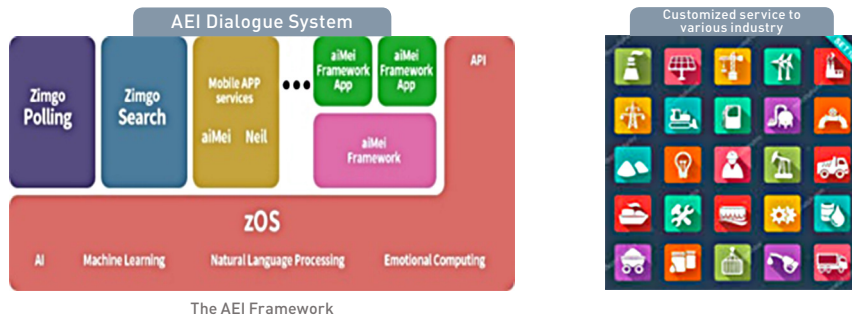 AEI Dialogue System
Customized service to
various industry
Zimgo
Polling
Zimgo
Search
Mobile APP
services
aiMei Neil
•••
aiMei
Framework
App
aiMei
Framework
App
aiMei
Framework
API
zOS
AI Machine Learning Natural Language Processing Emotional Computing
The AEI Framework